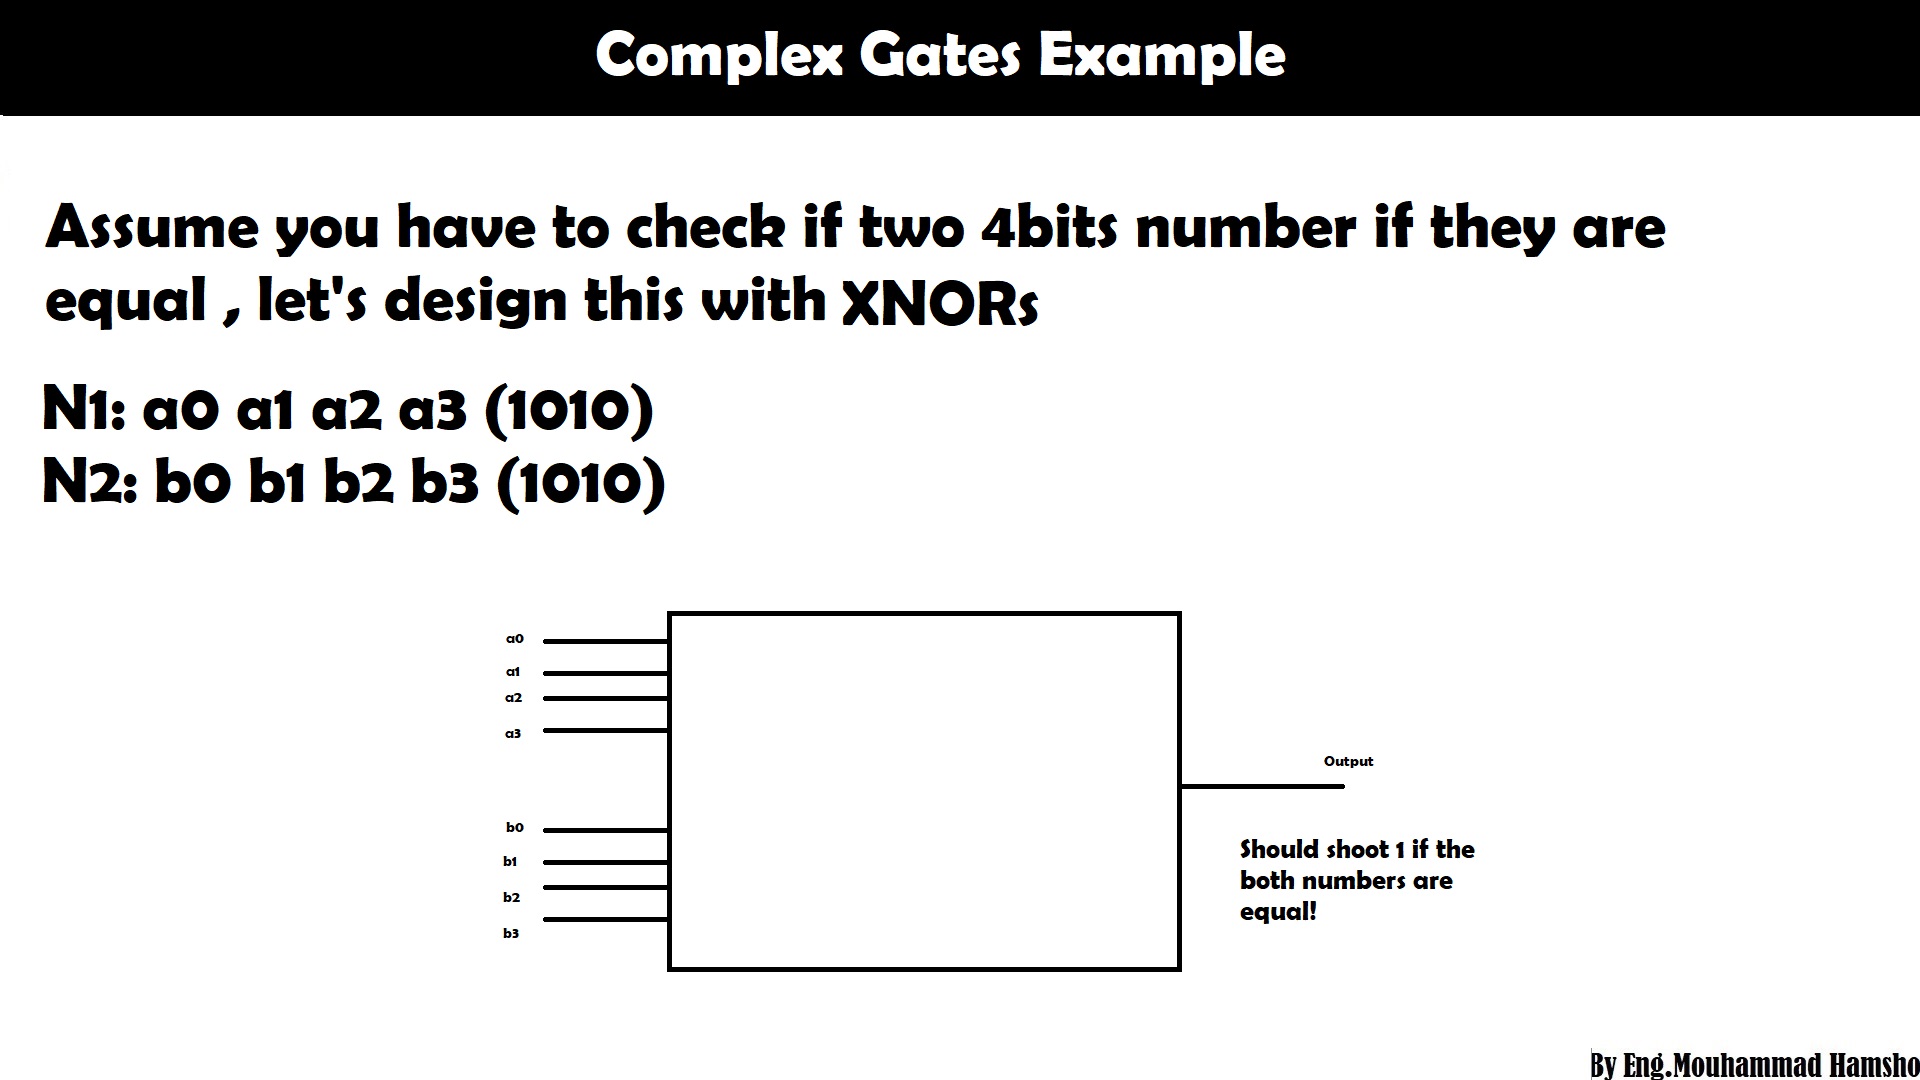 Complex Gates Example
Assume you have to check if two 4bits number if they are
equal , let's design this with XNORs
N1: a0 a1 a2 a3 (1010)
N2: b0 b1 b2 b3 (1010)
a0
a1
a2
a3
b0
b1
b2
b3
Output
Should shoot 1 if the
both numbers are
equal!
By Eng.Mouhammad Hamsho